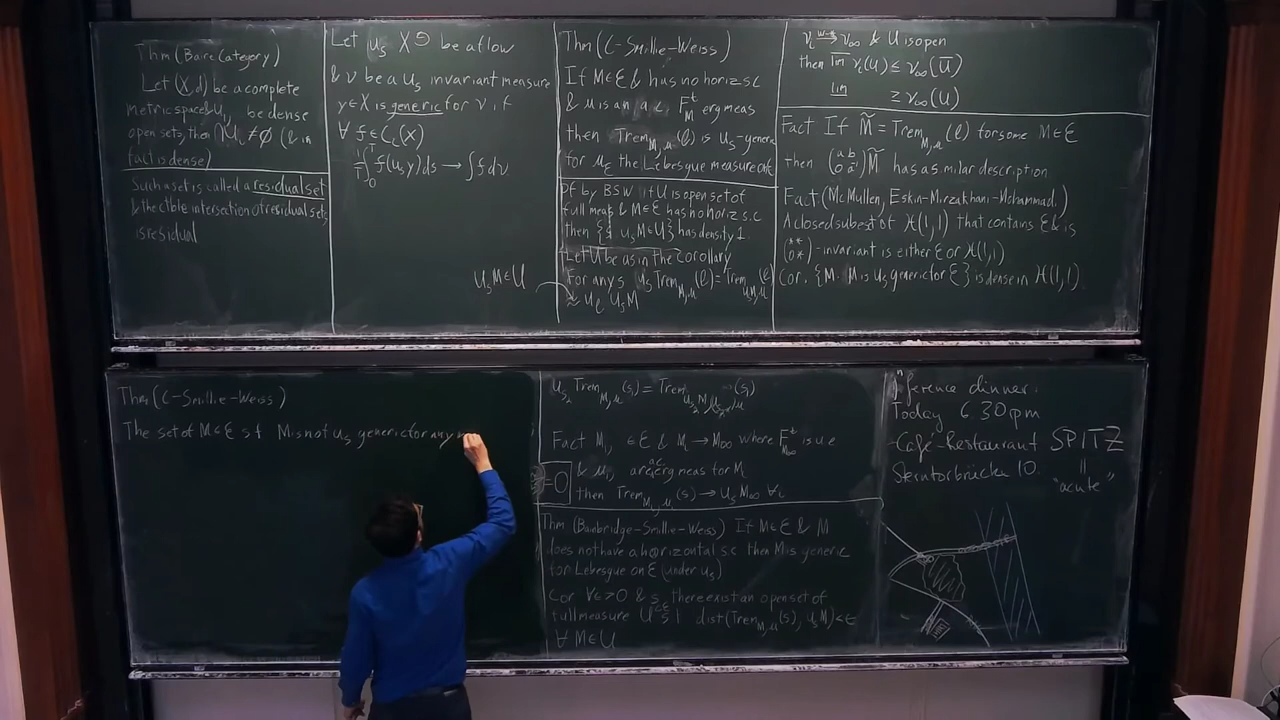 Thm (Baire Category)
Let (X,d) be a complete
metric space & U_i be dense
open sets, then ∩U_i ≠ ∅ (& in
fact is dense)
Such a set is called a residual set
& the ctble intersection of residual sets
is residual
Let u_s X be a flow
& ν be a u_s invariant measure
y∈X is generic for ν if
∀ f∈C_c(X)
1/T ∫_0^T f(u_s y)ds → ∫f dν
U_s M ∈ U
Thm (C-Smillie-Weiss)
If M∈Ɛ & has no horiz s.c
& μ is an a.c. F_M^t erg meas
then Trem_{M,μ}(ℓ) is u_s-generic
for μ_Ɛ the Lebesgue measure on Ɛ
Pf by BSW if U is open set of
full meas & M∈Ɛ has no horiz s.c
then {s: u_s M∈U} has density 1
Let U be as in the corollary
For any s u_s Trem_{M,μ}(ℓ) = Trem_{u_s M,μ}(ℓ)
≈ u_ℓ u_s M
ν_i → ν_∞ & U is open
then lim ν_i(U) ≤ ν_∞(U̅)
lim ≥ ν_∞(U)
Fact If M̃ = Trem_{M,μ}(ℓ) for some M∈Ɛ
then (a b 0 a⁻¹) M̃ has a similar description
Fact (McMullen, Eskin-Mirzakhani-Mohammadi)
A closed subset of H(1,1) that contains Ɛ & is
(* * 0 *)-invariant is either Ɛ or H(1,1)
Cor. {M: M is u_s generic for Ɛ} is dense in H(1,1)
Thm (C-Smillie-Weiss)
The set of M∈Ɛ s.t. M is not u_s generic for any
Fact M_i ∈Ɛ & M_i → M_∞ where F_{M_∞}^t is u.e
& μ_i are a.c. erg meas for M_i
=0
then Trem_{M_i,μ_i}(s) → u_s M_∞ ∀_i
Thm (Bainbridge-Smillie-Weiss) If M∈Ɛ & M
does not have a horizontal s.c then M is generic
for Lebesgue on Ɛ (under u_s)
Cor ∀ε>0 & s, there exist an open set of
full measure U⊂Ɛ s.t dist(Trem_{M,μ}(s), u_s M)<ε
∀ M∈U
nference dinner:
Today 6.30pm
-Café-Restaurant SPITZ
Sterntorbrücke 10.
"acute"